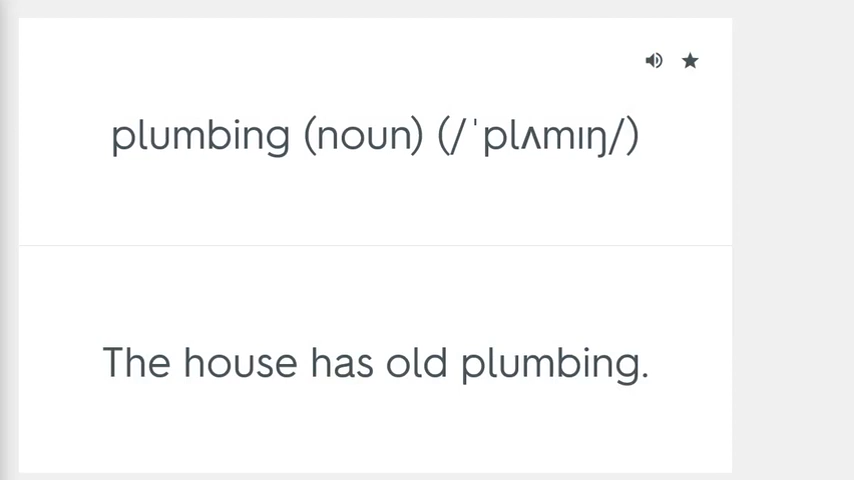 plumbing (noun) (/ˈplʌmɪŋ/)
The house has old plumbing.